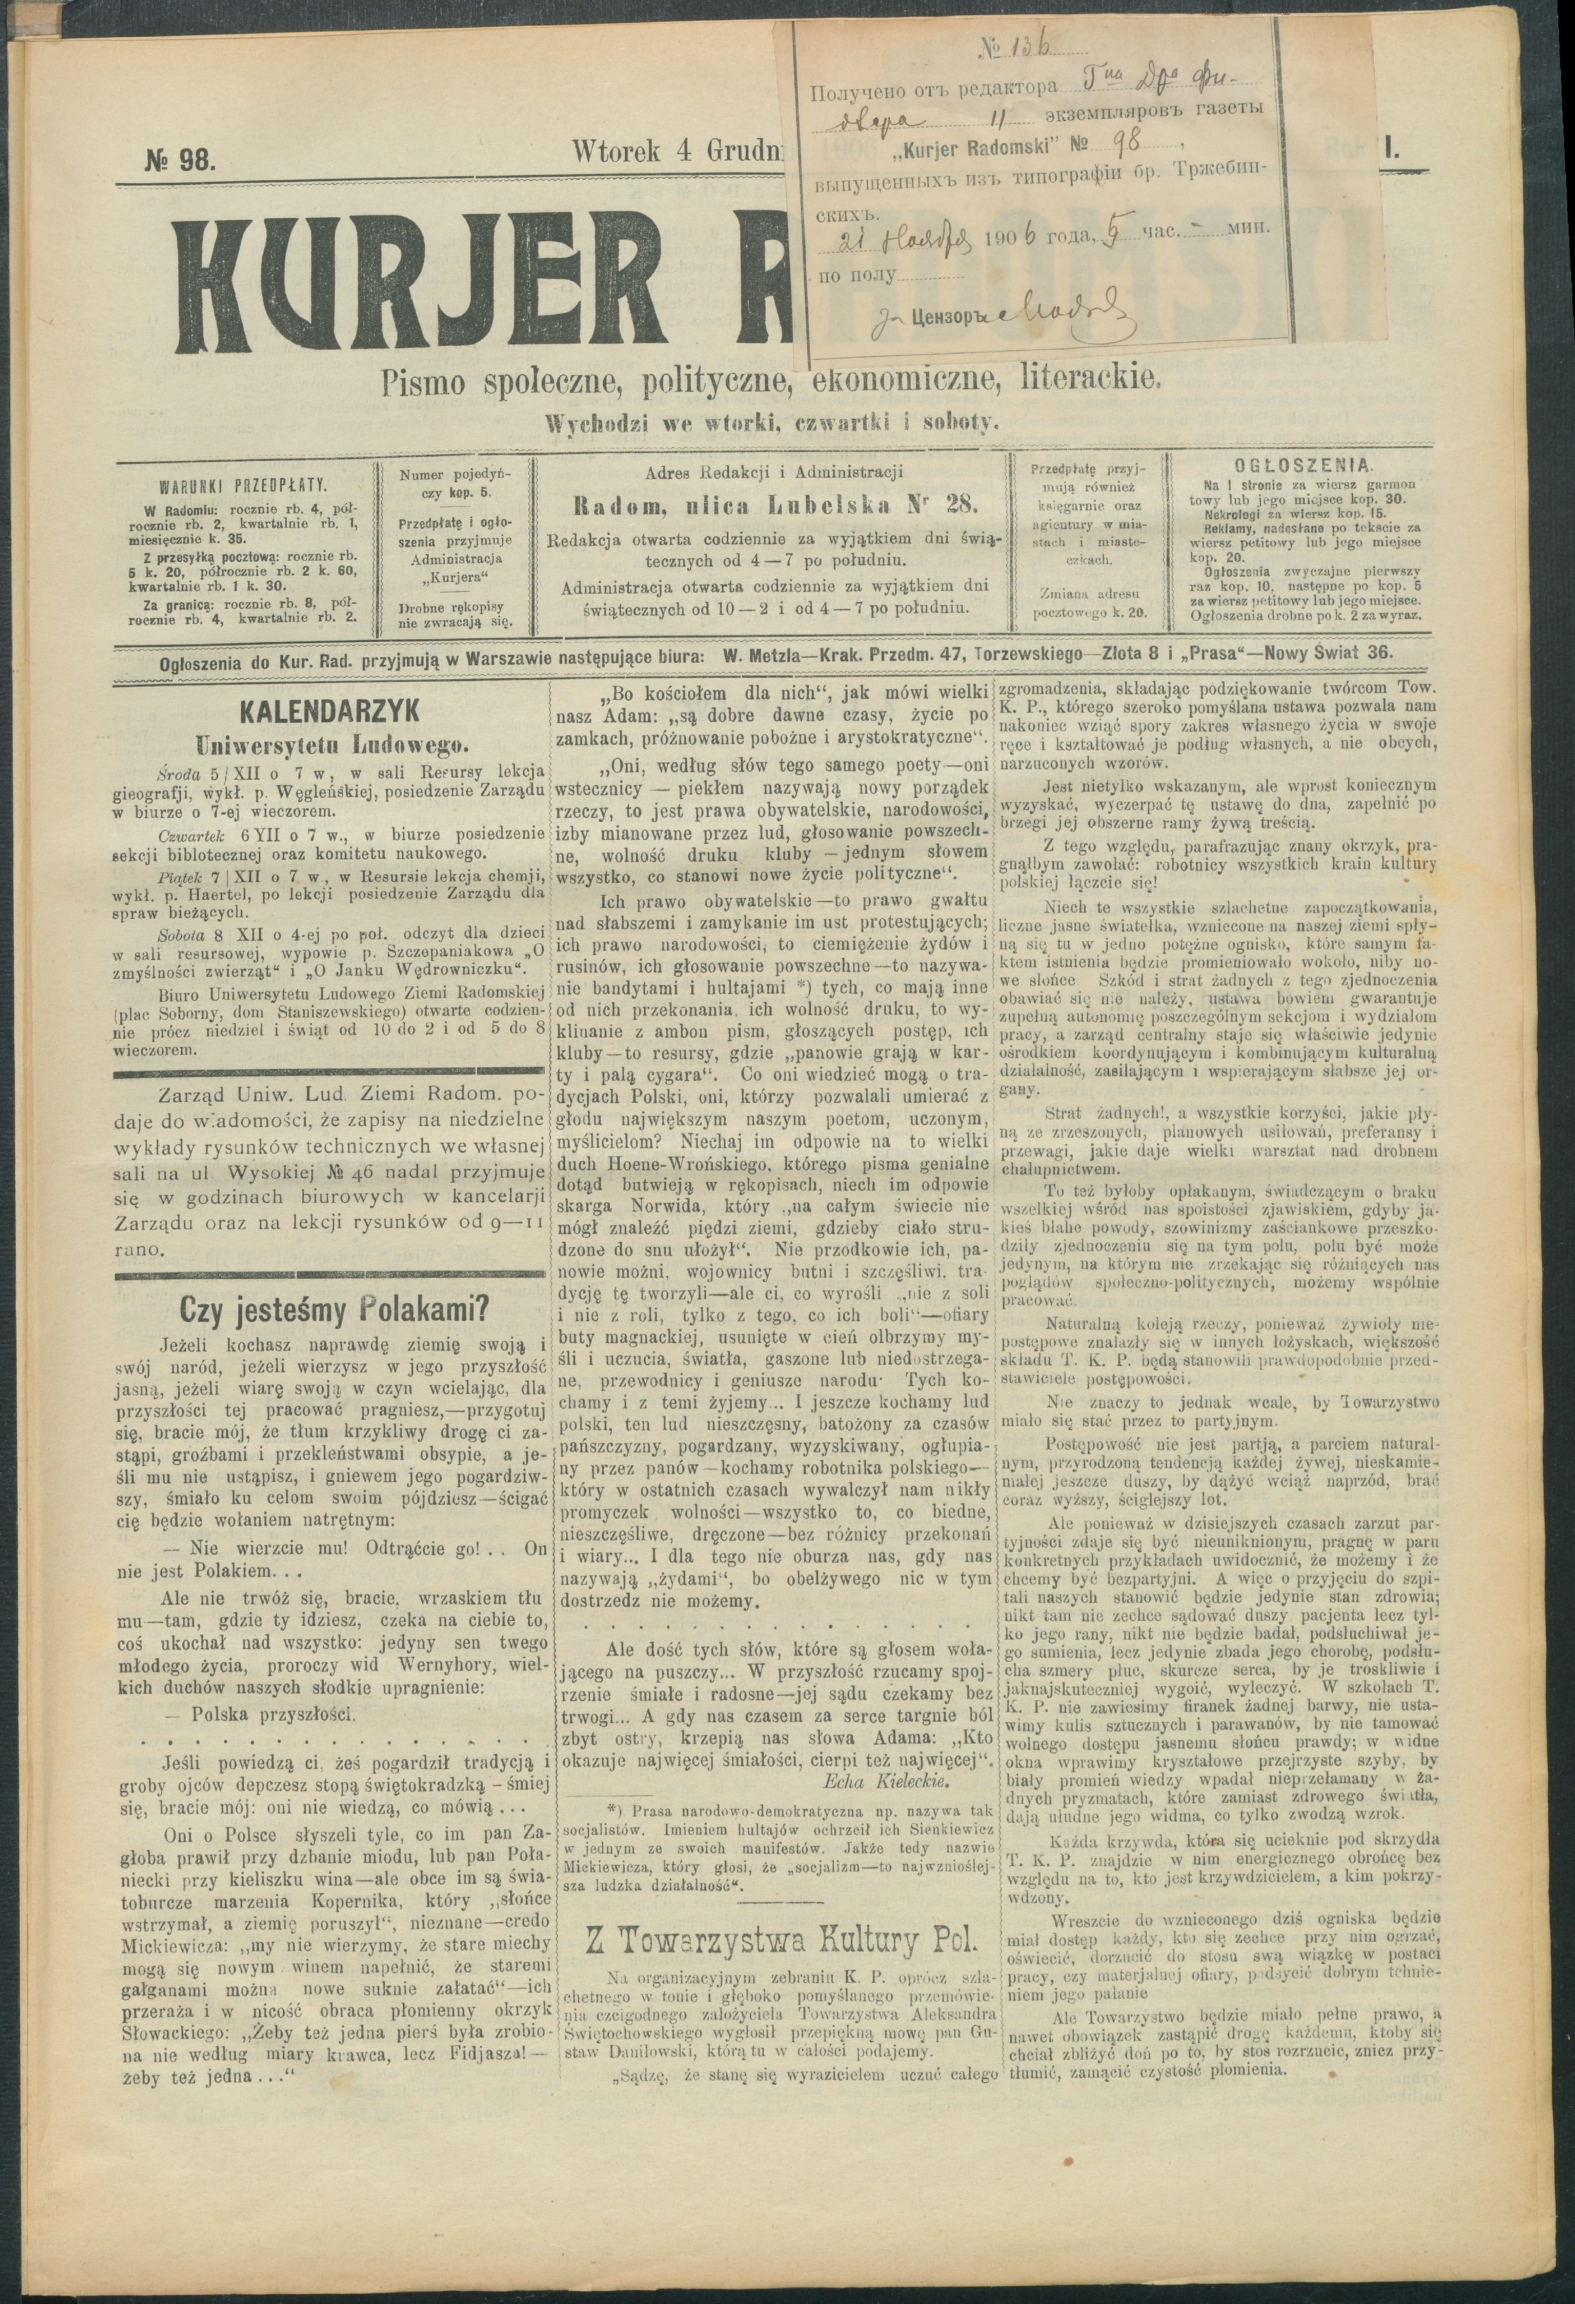 № 136
Получено отъ редактора
11 экземпляровъ газеты
„Kurjer Radomski" № 98,
выпущенныхъ изъ типографіи бр. Тржебин-
скихъ.
21 Ноября 1906 года, 5 час. - мин.
по полу
за Цензоръ
№ 98.
Wtorek 4 Grudn
I.
KURJER R
Pismo społeczne, polityczne, ekonomiczne, literackie.
Wychodzi we wtorki, czwartki i soboty.
WARUNKI PRZEDPŁATY.
W Radomiu: rocznie rb. 4, pół-
rocznie rb. 2, kwartalnie rb. 1,
miesięcznie k. 35.
Z przesyłką pocztową: rocznie rb.
5 k. 20, półrocznie rb. 2 k. 60,
kwartalnie rb. 1 k. 30.
Za granicą: rocznie rb. 8, pół-
rocznie rb. 4, kwartalnie rb. 2.
Numer pojedyń-
czy kop. 5.
Przedpłatę i ogło-
szenia przyjmuje
Administracja
„Kurjera"
Drobne rękopisy
nie zwracają się.
Adres Redakcji i Administracji
Radom, ulica Lubelska Nr 28.
Redakcja otwarta codziennie za wyjątkiem dni świą-
tecznych od 4—7 po południu.
Administracja otwarta codziennie za wyjątkiem dni
świątecznych od 10—2 i od 4—7 po południu.
Przedpłatę przyj-
mują również
księgarnie oraz
agientury w mia-
stach i miaste-
czkach.
Zmiana adresu
pocztowego k. 20.
OGŁOSZENIA.
Na I stronie za wiersz garmon
towy lub jego miejsce kop. 30.
Nekrologi za wiersz kop. 15.
Reklamy, nadesłane po tekscie za
wiersz petitowy lub jego miejsce
kop. 20.
Ogłoszenia zwyczajne pierwszy
raz kop. 10, następne po kop. 5
za wiersz petitowy lub jego miejsce.
Ogłoszenia drobne po k. 2 za wyraz.
Ogłoszenia do Kur. Rad. przyjmują w Warszawie następujące biura: W. Metzla—Krak. Przedm. 47, Torzewskiego—Złota 8 i „Prasa"—Nowy Świat 36.
KALENDARZYK
Uniwersytetu Ludowego.
Środa 5/XII o 7 w, w sali Resursy lekcja
gieografji, wykł. p. Węgleńskiej, posiedzenie Zarządu
w biurze o 7-ej wieczorem.
Czwartek 6 YII o 7 w., w biurze posiedzenie
sekcji biblotecznej oraz komitetu naukowego.
Piątek 7|XII o 7 w, w Resursie lekcja chemji,
wykł. p. Haertel, po lekcji posiedzenie Zarządu dla
spraw bieżących.
Sobota 8 XII o 4-ej po poł. odczyt dla dzieci
w sali resursowej, wypowie p. Szczepaniakowa „O
zmyślności zwierząt" i „O Janku Wędrowniczku".
Biuro Uniwersytetu Ludowego Ziemi Radomskiej
(plac Soborny, dom Staniszewskiego) otwarte codzien-
nie prócz niedziel i świąt od 10 do 2 i od 5 do 8
wieczorem.
Zarząd Uniw. Lud. Ziemi Radom. po-
daje do wiadomości, że zapisy na niedzielne
wykłady rysunków technicznych we własnej
sali na ul. Wysokiej № 46 nadal przyjmuje
się w godzinach biurowych w kancelarji
Zarządu oraz na lekcji rysunków od 9—11
rano.
Czy jesteśmy Polakami?
Jeżeli kochasz naprawdę ziemię swoją i
swój naród, jeżeli wierzysz w jego przyszłość
jasną, jeżeli wiarę swoją w czyn wcielając, dla
przyszłości tej pracować pragniesz,—przygotuj
się, bracie mój, że tłum krzykliwy drogę ci za-
stąpi, groźbami i przekleństwami obsypie, a je-
śli mu nie ustąpisz, i gniewem jego pogardziw-
szy, śmiało ku celom swoim pójdziesz—ścigać
cię będzie wołaniem natrętnym:
— Nie wierzcie mu! Odtrąćcie go! . . On
nie jest Polakiem. . .
Ale nie trwóż się, bracie, wrzaskiem tłu
mu—tam, gdzie ty idziesz, czeka na ciebie to,
coś ukochał nad wszystko: jedyny sen twego
młodego życia, proroczy wid Wernyhory, wiel-
kich duchów naszych słodkie upragnienie:
— Polska przyszłości.
. . . . . . . . . . . . . . . .
Jeśli powiedzą ci, żeś pogardził tradycją i
groby ojców depczesz stopą świętokradzką – śmiej
się, bracie mój: oni nie wiedzą, co mówią ...
Oni o Polsce słyszeli tyle, co im pan Za-
głoba prawił przy dzbanie miodu, lub pan Poła-
niecki przy kieliszku wina—ale obce im są świa-
toburcze marzenia Kopernika, który „słońce
wstrzymał, a ziemię poruszył", nieznane—credo
Mickiewicza: „my nie wierzymy, że stare miechy
mogą się nowym winem napełnić, że staremi
gałganami można nowe suknie załatać"—ich
przeraża i w nicość obraca płomienny okrzyk
Słowackiego: „Żeby też jedna pierś była zrobio-
na nie według miary krawca, lecz Fidjasza!—
żeby też jedna . . ."
„Bo kościołem dla nich", jak mówi wielki
nasz Adam: „są dobre dawne czasy, życie po
zamkach, próżnowanie pobożne i arystokratyczne".
„Oni, według słów tego samego poety—oni
wstecznicy — piekłem nazywają nowy porządek
rzeczy, to jest prawa obywatelskie, narodowości,
izby mianowane przez lud, głosowanie powszech-
ne, wolność druku kluby – jednym słowem
wszystko, co stanowi nowe życie polityczne".
Ich prawo obywatelskie—to prawo gwałtu
nad słabszemi i zamykanie im ust protestujących;
ich prawo narodowości, to ciemiężenie żydów i
rusinów, ich głosowanie powszechne—to nazywa-
nie bandytami i hultajami *) tych, co mają inne
od nich przekonania, ich wolność druku, to wy-
klinanie z ambon pism, głoszących postęp, ich
kluby—to resursy, gdzie „panowie grają w kar-
ty i palą cygara". Co oni wiedzieć mogą o tra-
dycjach Polski, oni, którzy pozwalali umierać z
głodu największym naszym poetom, uczonym,
myślicielom? Niechaj im odpowie na to wielki
duch Hoene-Wrońskiego, którego pisma genialne
dotąd butwieją w rękopisach, niech im odpowie
skarga Norwida, który „na całym świecie nie
mógł znaleźć piędzi ziemi, gdzieby ciało stru-
dzone do snu ułożył". Nie przodkowie ich, pa-
nowie możni, wojownicy butni i szczęśliwi, tra-
dycję tę tworzyli—ale ci, co wyrośli „nie z soli
i nie z roli, tylko z tego, co ich boli"—ofiary
buty magnackiej, usunięte w cień olbrzymy my-
śli i uczucia, światła, gaszone lub niedostrzega-
ne, przewodnicy i geniusze narodu· Tych ko-
chamy i z temi żyjemy... I jeszcze kochamy lud
polski, ten lud nieszczęsny, batożony za czasów
pańszczyzny, pogardzany, wyzyskiwany, ogłupia-
ny przez panów—kochamy robotnika polskiego—
który w ostatnich czasach wywalczył nam nikły
promyczek wolności—wszystko to, co biedne,
nieszczęśliwe, dręczone—bez różnicy przekonań
i wiary... I dla tego nie oburza nas, gdy nas
nazywają „żydami", bo obelżywego nic w tym
dostrzedz nie możemy.
. . . . . . . . . . . . . . . .
Ale dość tych słów, które są głosem woła-
jącego na puszczy... W przyszłość rzucamy spoj-
rzenie śmiałe i radosne—jej sądu czekamy bez
trwogi... A gdy nas czasem za serce targnie ból
zbyt ostry, krzepią nas słowa Adama: „Kto
okazuje najwięcej śmiałości, cierpi też najwięcej".
Echa Kieleckie.
*) Prasa narodowo-demokratyczna np. nazywa tak
socjalistów. Imieniem hultajów ochrzcił ich Sienkiewicz
w jednym ze swoich manifestów. Jakże tedy nazwie
Mickiewicza, który głosi, że „socjalizm—to najwznioślej-
sza ludzka działalność".
Z Towarzystwa Kultury Pol.
Na organizacyjnym zebraniu K. P. oprócz szla-
chetnego w tonie i głęboko pomyślanego przemówie-
nia czcigodnego założyciela Towarzystwa Aleksandra
Świętochowskiego wygłosił przepiękną mowę pan Gu-
staw Daniłowski, którą tu w całości podajemy.
„Sądzę, że stanę się wyrazicielem uczuć całego
zgromadzenia, składając podziękowanie twórcom Tow.
K. P., którego szeroko pomyślana ustawa pozwala nam
nakoniec wziąć spory zakres własnego życia w swoje
ręce i kształtować je podług własnych, a nie obcych,
narzuconych wzorów.
Jest nietylko wskazanym, ale wprost koniecznym
wyzyskać, wyczerpać tę ustawę do dna, zapełnić po
brzegi jej obszerne ramy żywą treścią.
Z tego względu, parafrazując znany okrzyk, pra-
gnąłbym zawołać: robotnicy wszystkich krain kultury
polskiej łączcie się!
Niech te wszystkie szlachetne zapoczątkowania,
liczne jasne światełka, wzniecone na naszej ziemi spły-
ną się tu w jedno potężne ognisko, które samym fa-
ktem istnienia będzie promieniowało wokoło, niby no-
we słońce. Szkód i strat żadnych z tego zjednoczenia
obawiać się nie należy, ustawa bowiem gwarantuje
zupełną autonomię poszczególnym sekcjom i wydziałom
pracy, a zarząd centralny staje się właściwie jedynie
ośrodkiem koordynującym i kombinującym kulturalną
działalność, zasilającym i wspierającym słabsze jej or-
gany.
Strat żadnych!, a wszystkie korzyści, jakie pły-
ną ze zrzeszonych, planowych usiłowań, preferansy i
przewagi, jakie daje wielki warsztat nad drobnem
chałupnictwem.
To też byłoby opłakanym, świadczącym o braku
wszelkiej wśród nas spoistości zjawiskiem, gdyby ja-
kieś błahe powody, szowinizmy zaściankowe przeszko-
dziły zjednoczeniu się na tym polu, polu być może
jedynym, na którym nie zrzekając się różniących nas
poglądów społeczno-politycznych, możemy wspólnie
pracować.
Naturalną koleją rzeczy, ponieważ żywioły nie-
postępowe znalazły się w innych łożyskach, większość
składu T. K. P. będą stanowili prawdopodobnie przed-
stawiciele postępowości.
Nie znaczy to jednak wcale, by Towarzystwo
miało się stać przez to partyjnym.
Postępowość nie jest partją, a parciem natural-
nym, przyrodzoną tendencją każdej żywej, nieskamie-
małej jeszcze duszy, by dążyć wciąż naprzód, brać
coraz wyższy, ściglejszy lot.
Ale ponieważ w dzisiejszych czasach zarzut par-
tyjności zdaje się być nieuniknionym, pragnę w paru
konkretnych przykładach uwidocznić, że możemy i że
chcemy być bezpartyjni. A więc o przyjęciu do szpi-
tali naszych stanowić będzie jedynie stan zdrowia;
nikt tam nie zechce sądować duszy pacjenta lecz tyl-
ko jego rany, nikt nie będzie badał, podsłuchiwał je-
go sumienia, lecz jedynie zbada jego chorobę, podsłu-
cha szmery płuc, skurcze serca, by je troskliwie i
jaknajskuteczniej wygoić, wyleczyć. W szkołach T.
K. P. nie zawiesimy firanek żadnej barwy, nie usta-
wimy kulis sztucznych i parawanów, by nie tamować
wolnego dostępu jasnemu słońcu prawdy; w widne
okna wprawimy kryształowe przejrzyste szyby, by
biały promień wiedzy wpadał nieprzełamany w ża-
dnych pryzmatach, które zamiast zdrowego światła,
dają ułudne jego widma, co tylko zwodzą wzrok.
Każda krzywda, która się ucieknie pod skrzydła
T. K. P. znajdzie w nim energicznego obrońcę bez
względu na to, kto jest krzywdzicielem, a kim pokrzy-
wdzony.
Wreszcie do wznieconego dziś ogniska będzie
miał dostęp każdy, kto się zechce przy nim ogrzać,
oświecić, dorzucić do stosu swą wiązkę w postaci
pracy, czy materjalnej ofiary, podsycić dobrym tchnie-
niem jego pałanie
Ale Towarzystwo będzie miało pełne prawo, a
nawet obowiązek zastąpić drogę każdemu, ktoby się
chciał zbliżyć doń po to, by stos rozrzucić, znicz przy-
tłumić, zamącić czystość płomienia.